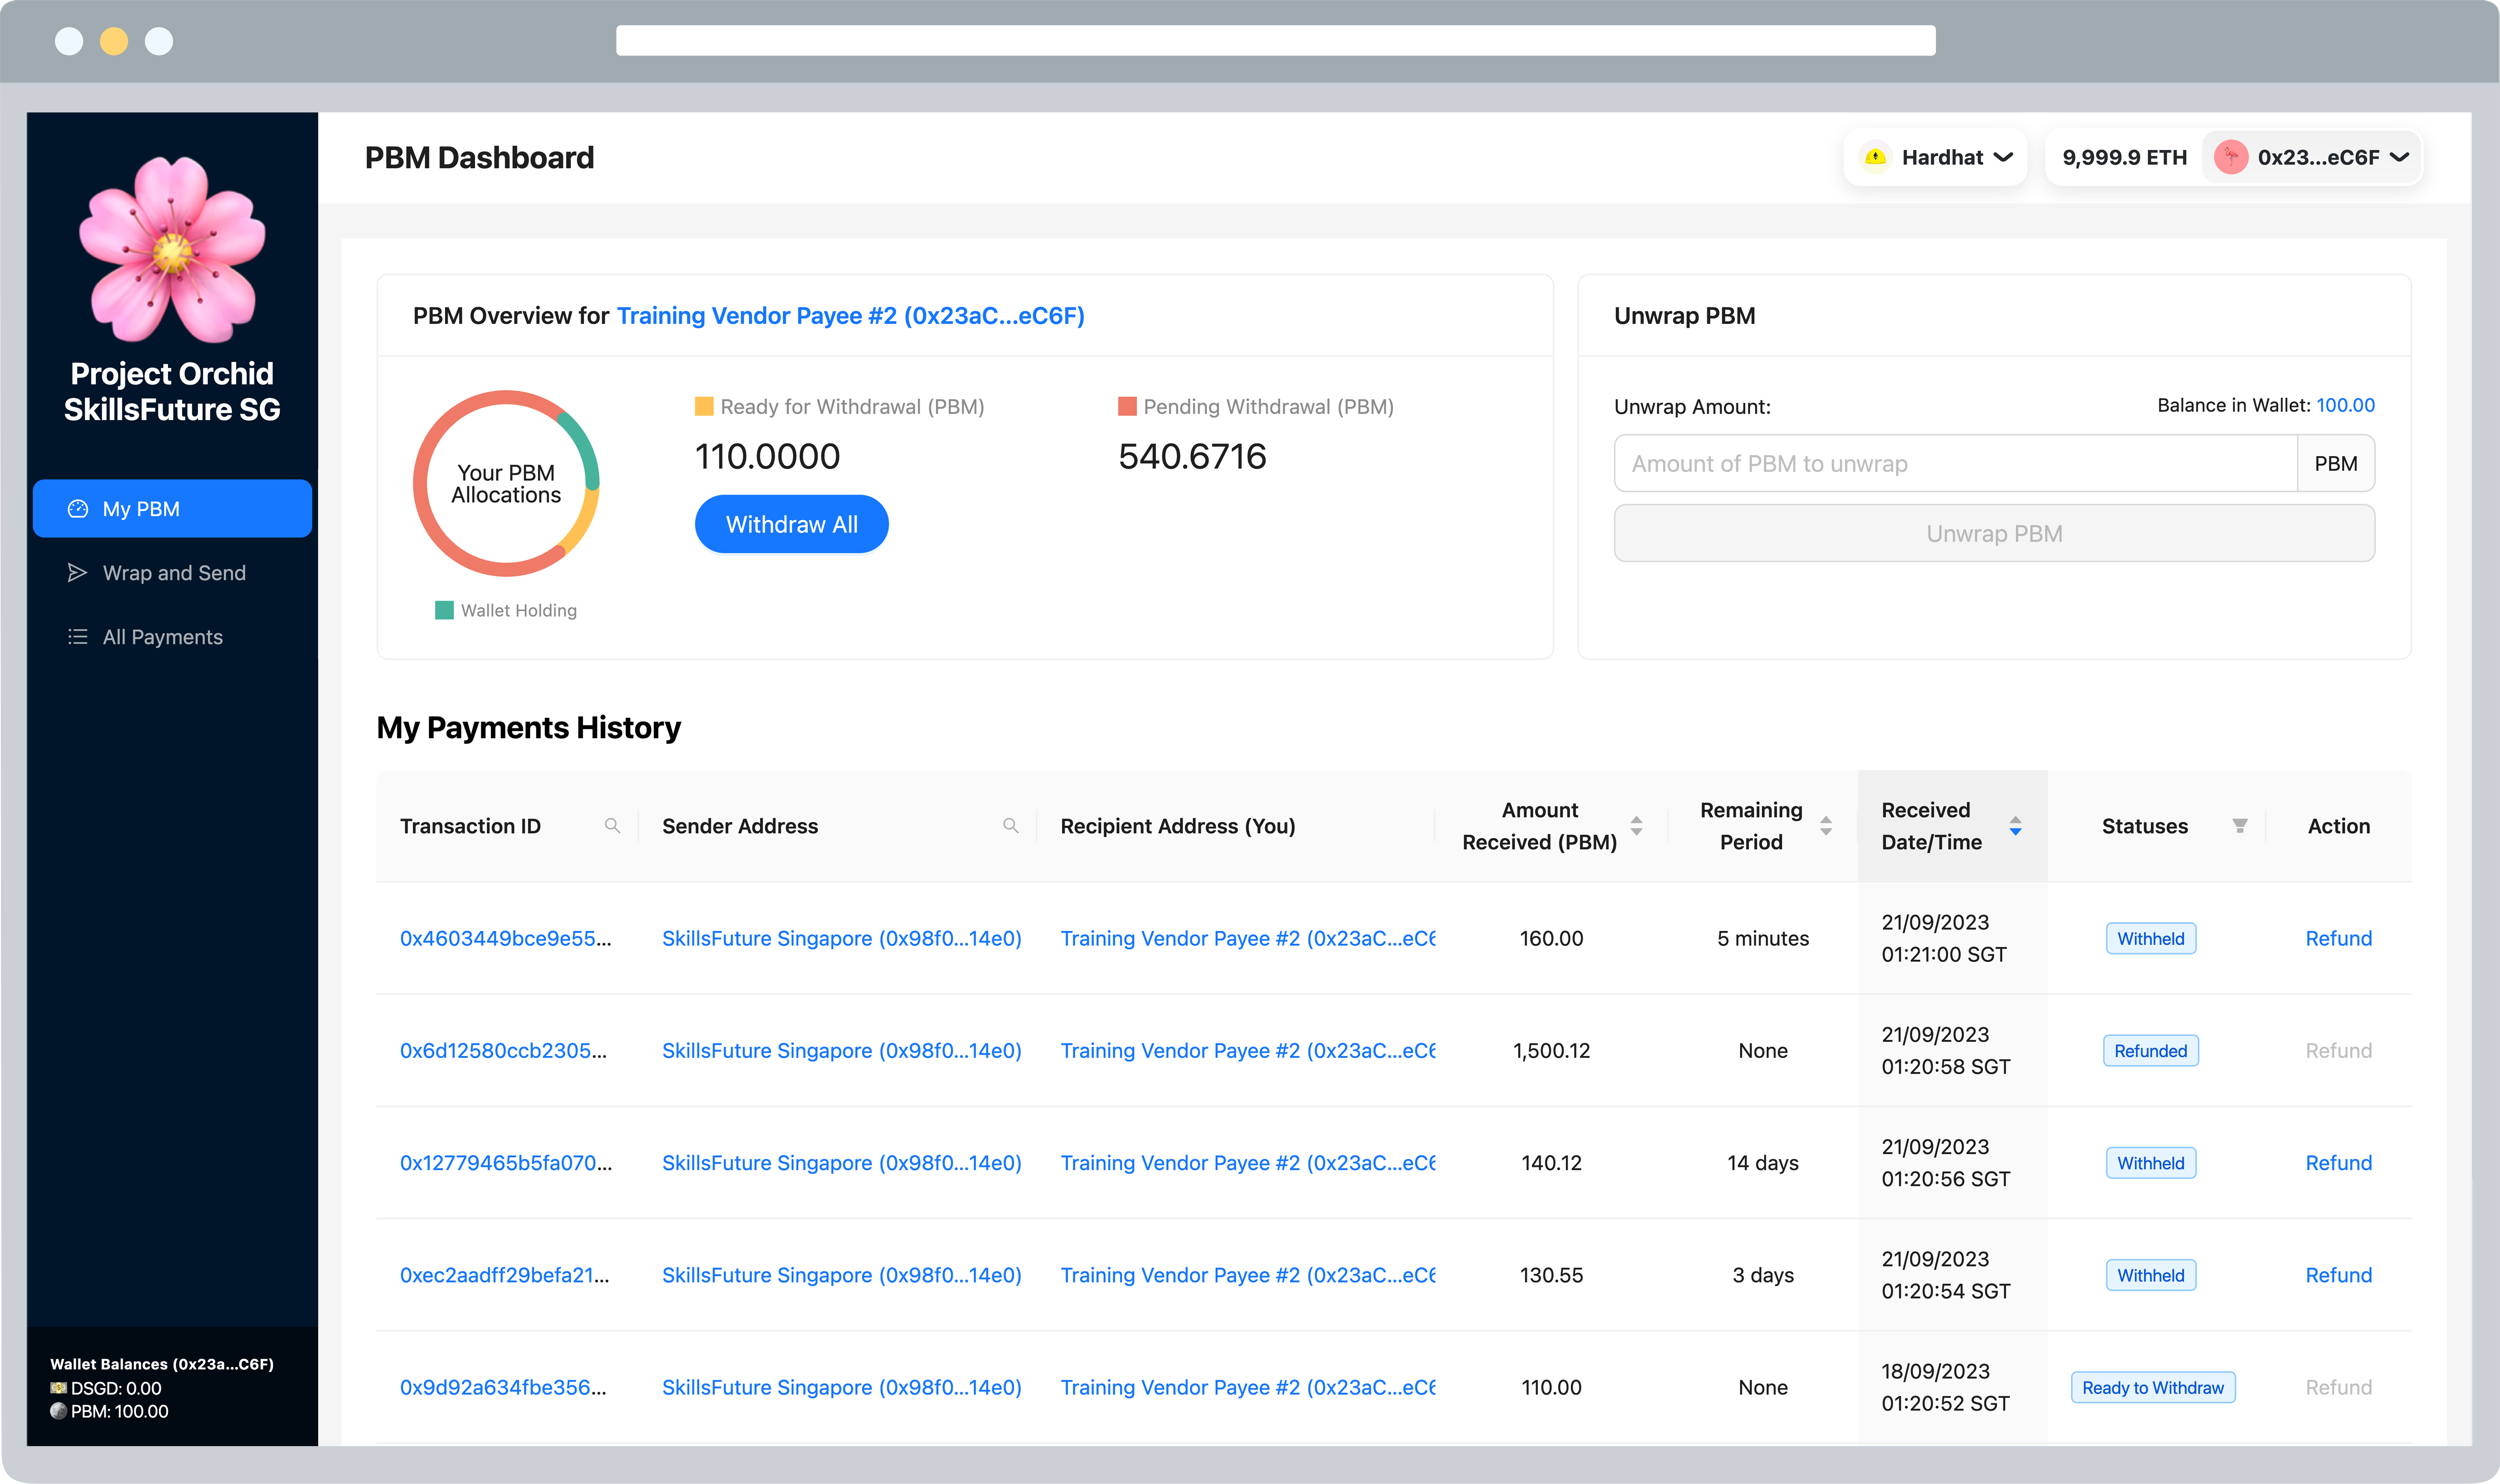 PBM Dashboard
Hardhat
9,999.9 ETH
0x23...eC6F
Project Orchid
SkillsFuture SG
My PBM
Wrap and Send
All Payments
Wallet Balances (0x23a...C6F)
DSGD: 0.00
PBM: 100.00
PBM Overview for Training Vendor Payee #2 (0x23aC...eC6F)
Your PBM
Allocations
Wallet Holding
Ready for Withdrawal (PBM)
110.0000
Withdraw All
Pending Withdrawal (PBM)
540.6716
Unwrap PBM
Unwrap Amount:
Balance in Wallet: 100.00
Amount of PBM to unwrap
PBM
Unwrap PBM
My Payments History
Transaction ID
Sender Address
Recipient Address (You)
Amount
Received (PBM)
Remaining
Period
Received
Date/Time
Statuses
Action
0x4603449bce9e55...
SkillsFuture Singapore (0x98f0...14e0)
Training Vendor Payee #2 (0x23aC...eC6
160.00
5 minutes
21/09/2023
01:21:00 SGT
Withheld
Refund
0x6d12580ccb2305...
SkillsFuture Singapore (0x98f0...14e0)
Training Vendor Payee #2 (0x23aC...eC6
1,500.12
None
21/09/2023
01:20:58 SGT
Refunded
Refund
0x12779465b5fa070...
SkillsFuture Singapore (0x98f0...14e0)
Training Vendor Payee #2 (0x23aC...eC6
140.12
14 days
21/09/2023
01:20:56 SGT
Withheld
Refund
0xec2aadff29befa21...
SkillsFuture Singapore (0x98f0...14e0)
Training Vendor Payee #2 (0x23aC...eC6
130.55
3 days
21/09/2023
01:20:54 SGT
Withheld
Refund
0x9d92a634fbe356...
SkillsFuture Singapore (0x98f0...14e0)
Training Vendor Payee #2 (0x23aC...eC6
110.00
None
18/09/2023
01:20:52 SGT
Ready to Withdraw
Refund